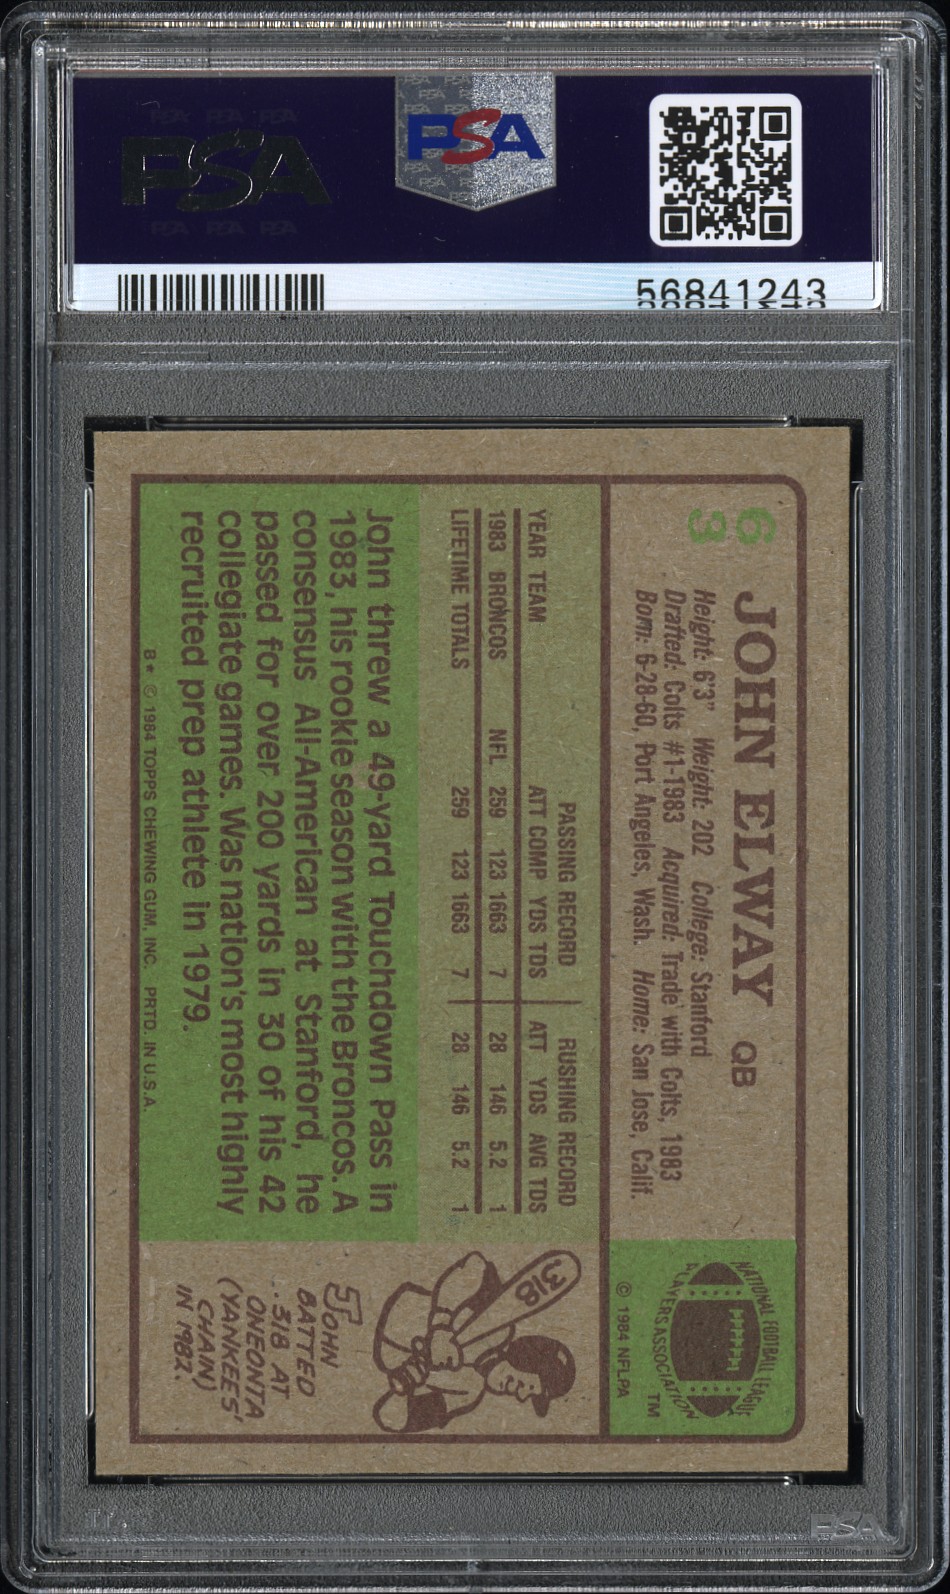 PSA PSA PSA
PSA
PSA PSA PSA
PSA
56841243
63
JOHN ELWAY QB
Height: 6'3" Weight: 202 College: Stanford
Drafted: Colts #1-1983 Acquired: Trade with Colts, 1983
Born: 6-28-60, Port Angeles, Wash. Home: San Jose, Calif.
NATIONAL FOOTBALL LEAGUE
PLAYERS ASSOCIATION
TM
© 1984 NFLPA
PASSING RECORD RUSHING RECORD
YEAR TEAM ATT COMP YDS TDS ATT YDS AVG TDS
1983 BRONCOS NFL 259 123 1663 7 28 146 5.2 1
LIFETIME TOTALS 259 123 1663 7 28 146 5.2 1
John threw a 49-yard Touchdown Pass in
1983, his rookie season with the Broncos. A
consensus All-American at Stanford, he
passed for over 200 yards in 30 of his 42
collegiate games. Was nation's most highly
recruited prep athlete in 1979.
318
JOHN
BATTED
.318 AT
ONEONTA
(YANKEES'
CHAIN)
IN 1982.
B* © 1984 TOPPS CHEWING GUM, INC. PRTD. IN U.S.A.
PSA